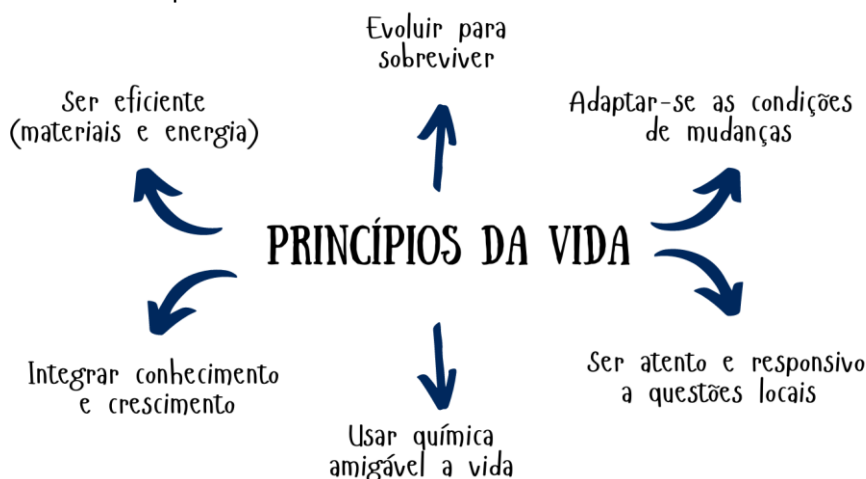 Evoluir para
sobreviver
Ser eficiente
(materiais e energia)
Adaptar-se as condições
de mudanças
PRINCÍPIOS DA VIDA
Integrar conhecimento
e crescimento
Ser atento e responsivo
a questões locais
Usar química
amigável a vida